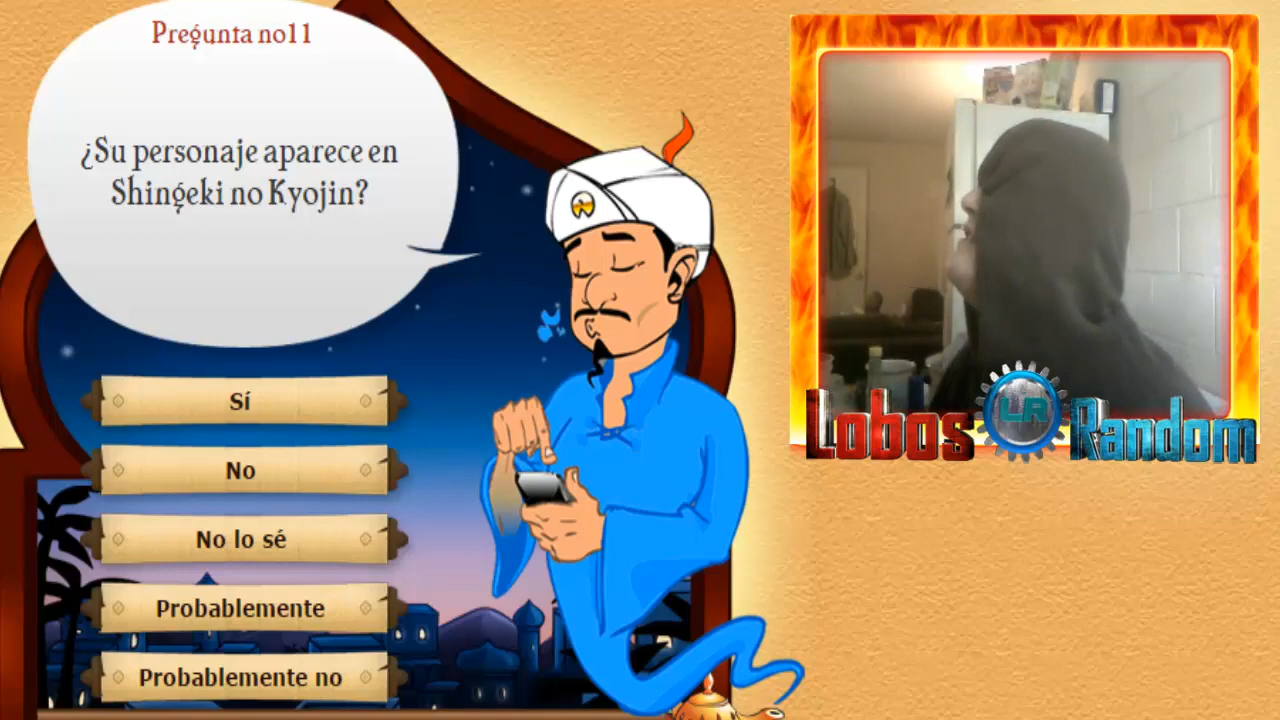 Pregunta no11
¿Su personaje aparece en
Shingeki no Kyojin?
Sí
No
No lo sé
Probablemente
Probablemente no
Lobos LR Random